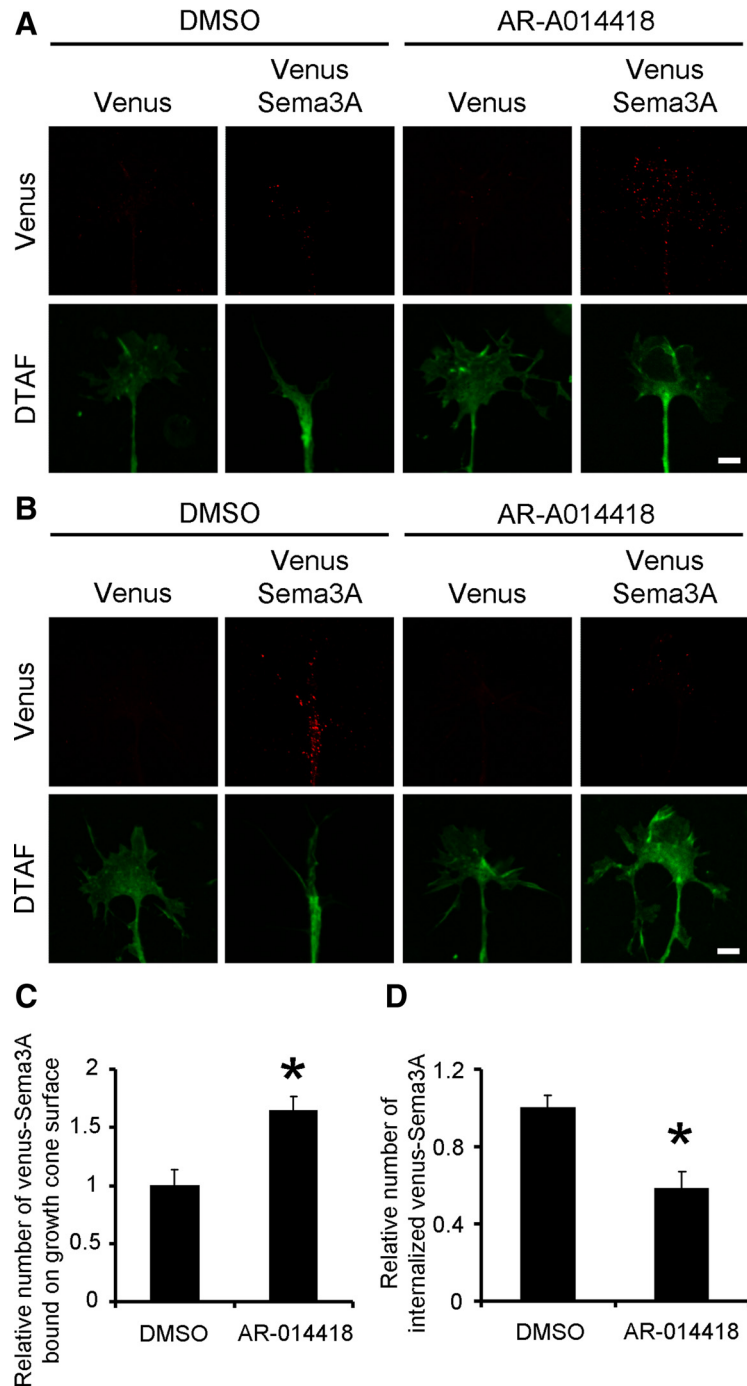 A
DMSO
AR-A014418
Venus
Venus
Sema3A
Venus
Venus
Sema3A
Venus
DTAF
B
DMSO
AR-A014418
Venus
Venus
Sema3A
Venus
Venus
Sema3A
Venus
DTAF
C
Relative number of venus-Sema3A
bound on growth cone surface
2
1.5
1
0.5
0
*
DMSO
AR-014418
D
Relative number of
internalized venus-Sema3A
1.2
0.8
0.4
0
*
DMSO
AR-014418